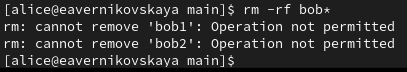 [alice@eavernikovskaya main]$ rm -rf bob*
rm: cannot remove 'bob1': Operation not permitted
rm: cannot remove 'bob2': Operation not permitted
[alice@eavernikovskaya main]$